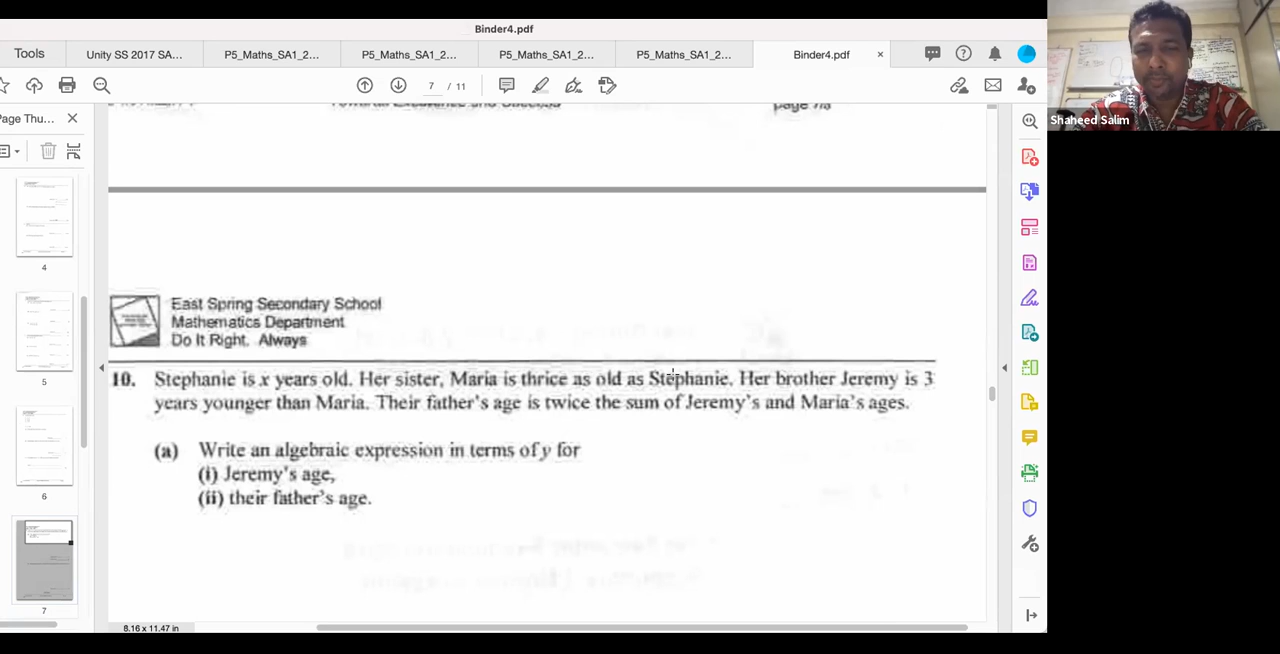 Binder4.pdf
Tools
Unity SS 2017 SA...
P5_Maths_SA1_2...
P5_Maths_SA1_2...
P5_Maths_SA1_2...
P5_Maths_SA1_2...
Binder4.pdf
7 / 11
Shaheed Salim
Page Thu...
Towards Excellence and Success
East Spring Secondary School
Mathematics Department
Do It Right. Always
10. Stephanie is x years old. Her sister, Maria is thrice as old as Stephanie. Her brother Jeremy is 3
years younger than Maria. Their father's age is twice the sum of Jeremy's and Maria's ages.
(a) Write an algebraic expression in terms of y for
(i) Jeremy's age,
(ii) their father's age.
4
5
6
7
8.16 x 11.47 in